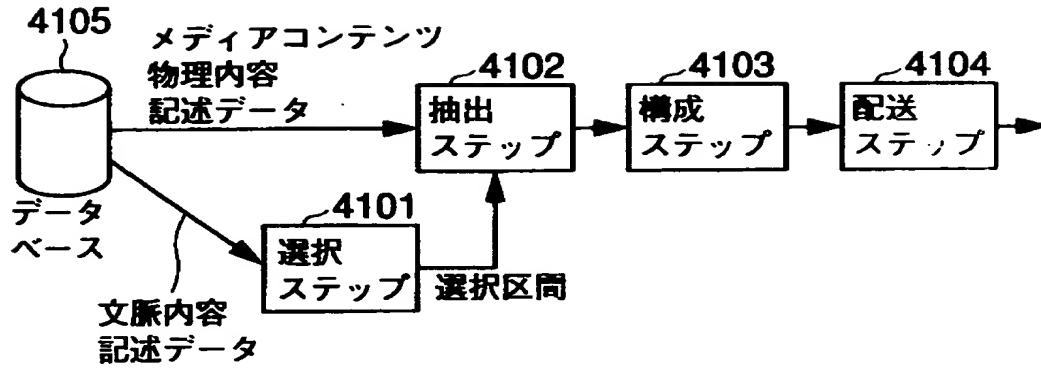 4105
メディアコンテンツ
物理内容
記述データ
4102
抽出
ステップ
4103
構成
ステップ
4104
配送
ステップ
データ
ベース
4101
選択
ステップ
選択区間
文脈内容
記述データ